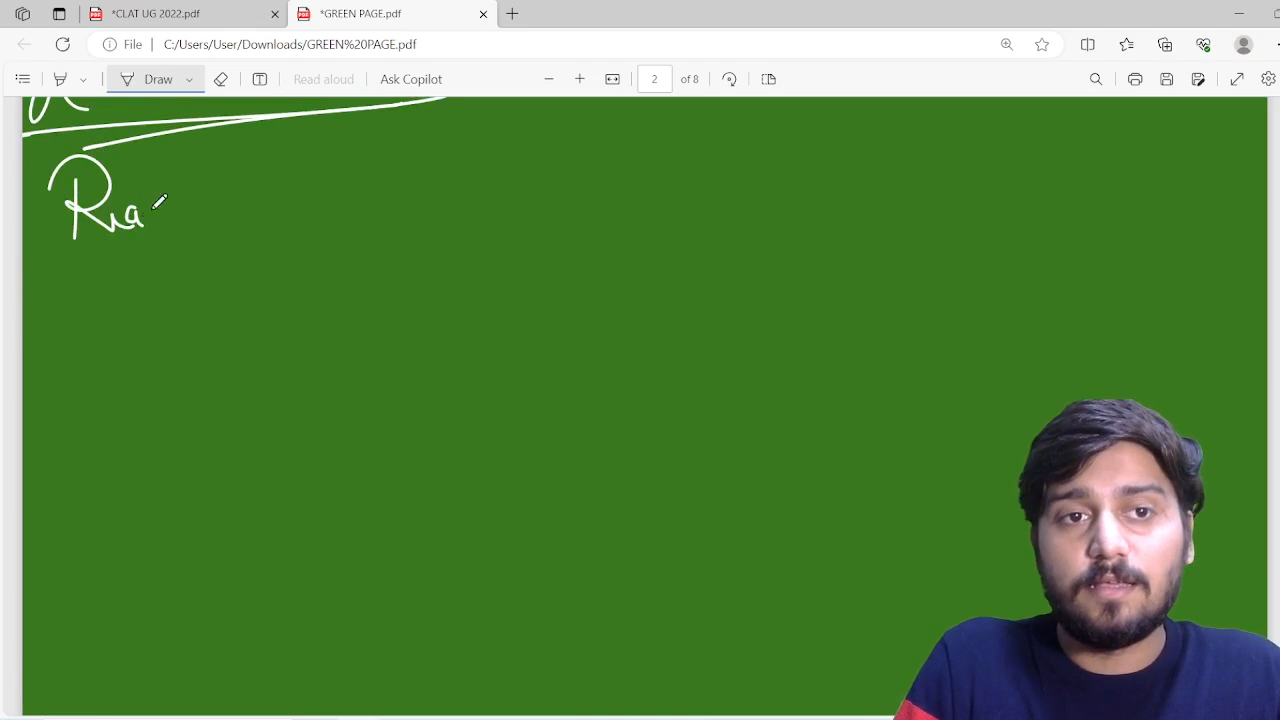 *CLAT UG 2022.pdf
*GREEN PAGE.pdf
File | C:/Users/User/Downloads/GREEN%20PAGE.pdf
Draw
Read aloud
Ask Copilot
2 of 8
Ra